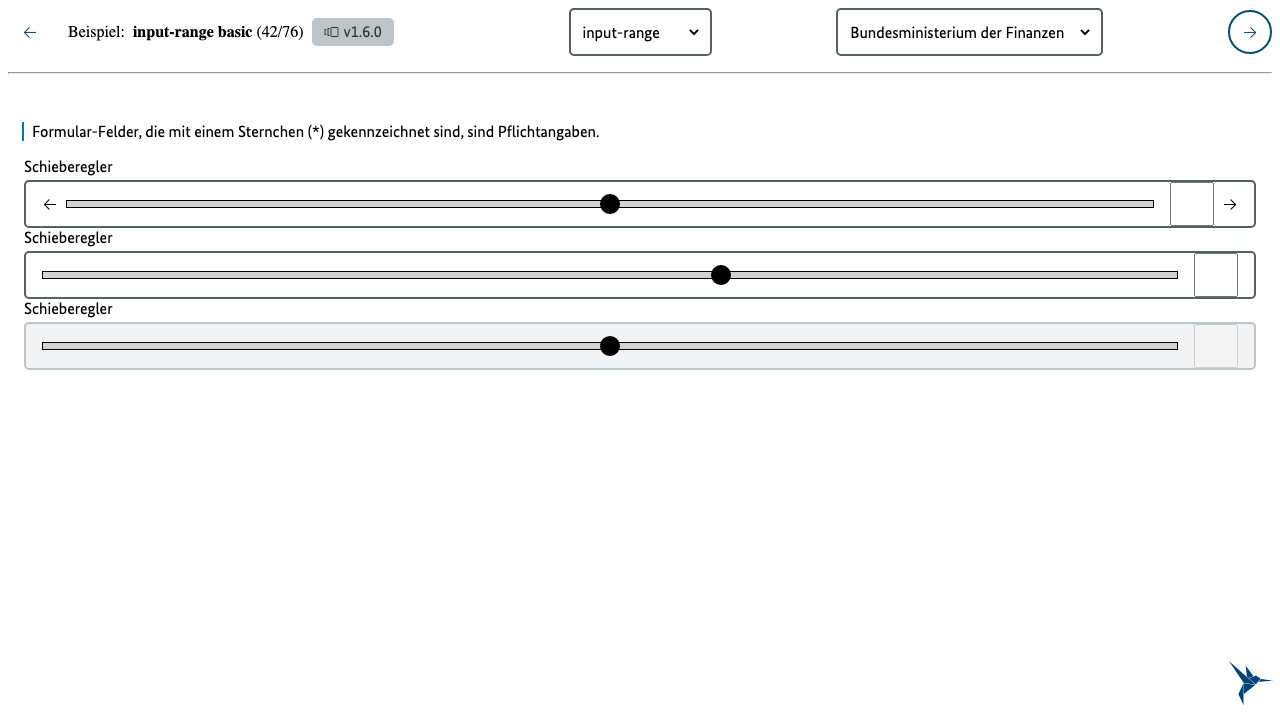 Beispiel: input-range basic (42/76) v1.6.0 input-range Bundesministerium der Finanzen
Formular-Felder, die mit einem Sternchen (*) gekennzeichnet sind, sind Pflichtangaben.
Schieberegler
Schieberegler
Schieberegler